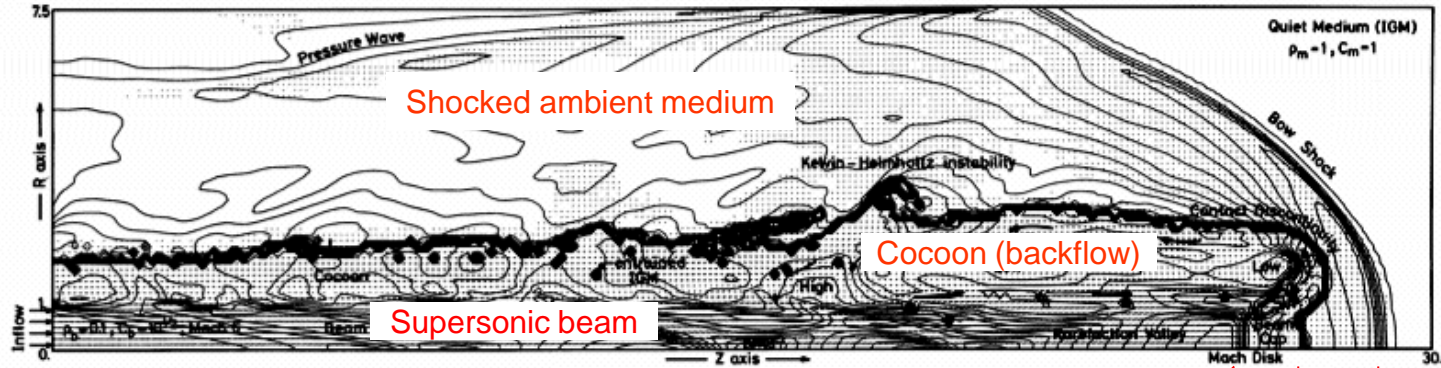 7.5
Quiet Medium (IGM)
ρm=1, Cm=1
Pressure Wave
Shocked ambient medium
R axis
Bow Shock
Kelvin-Helmholtz instability
Contact Discontinuity
Cocoon (backflow)
Cocoon
IGM
High
Low
1
Inflow
Supersonic beam
Beam
Rarefaction Valley
Cap
0.
Z axis
Mach Disk
30.